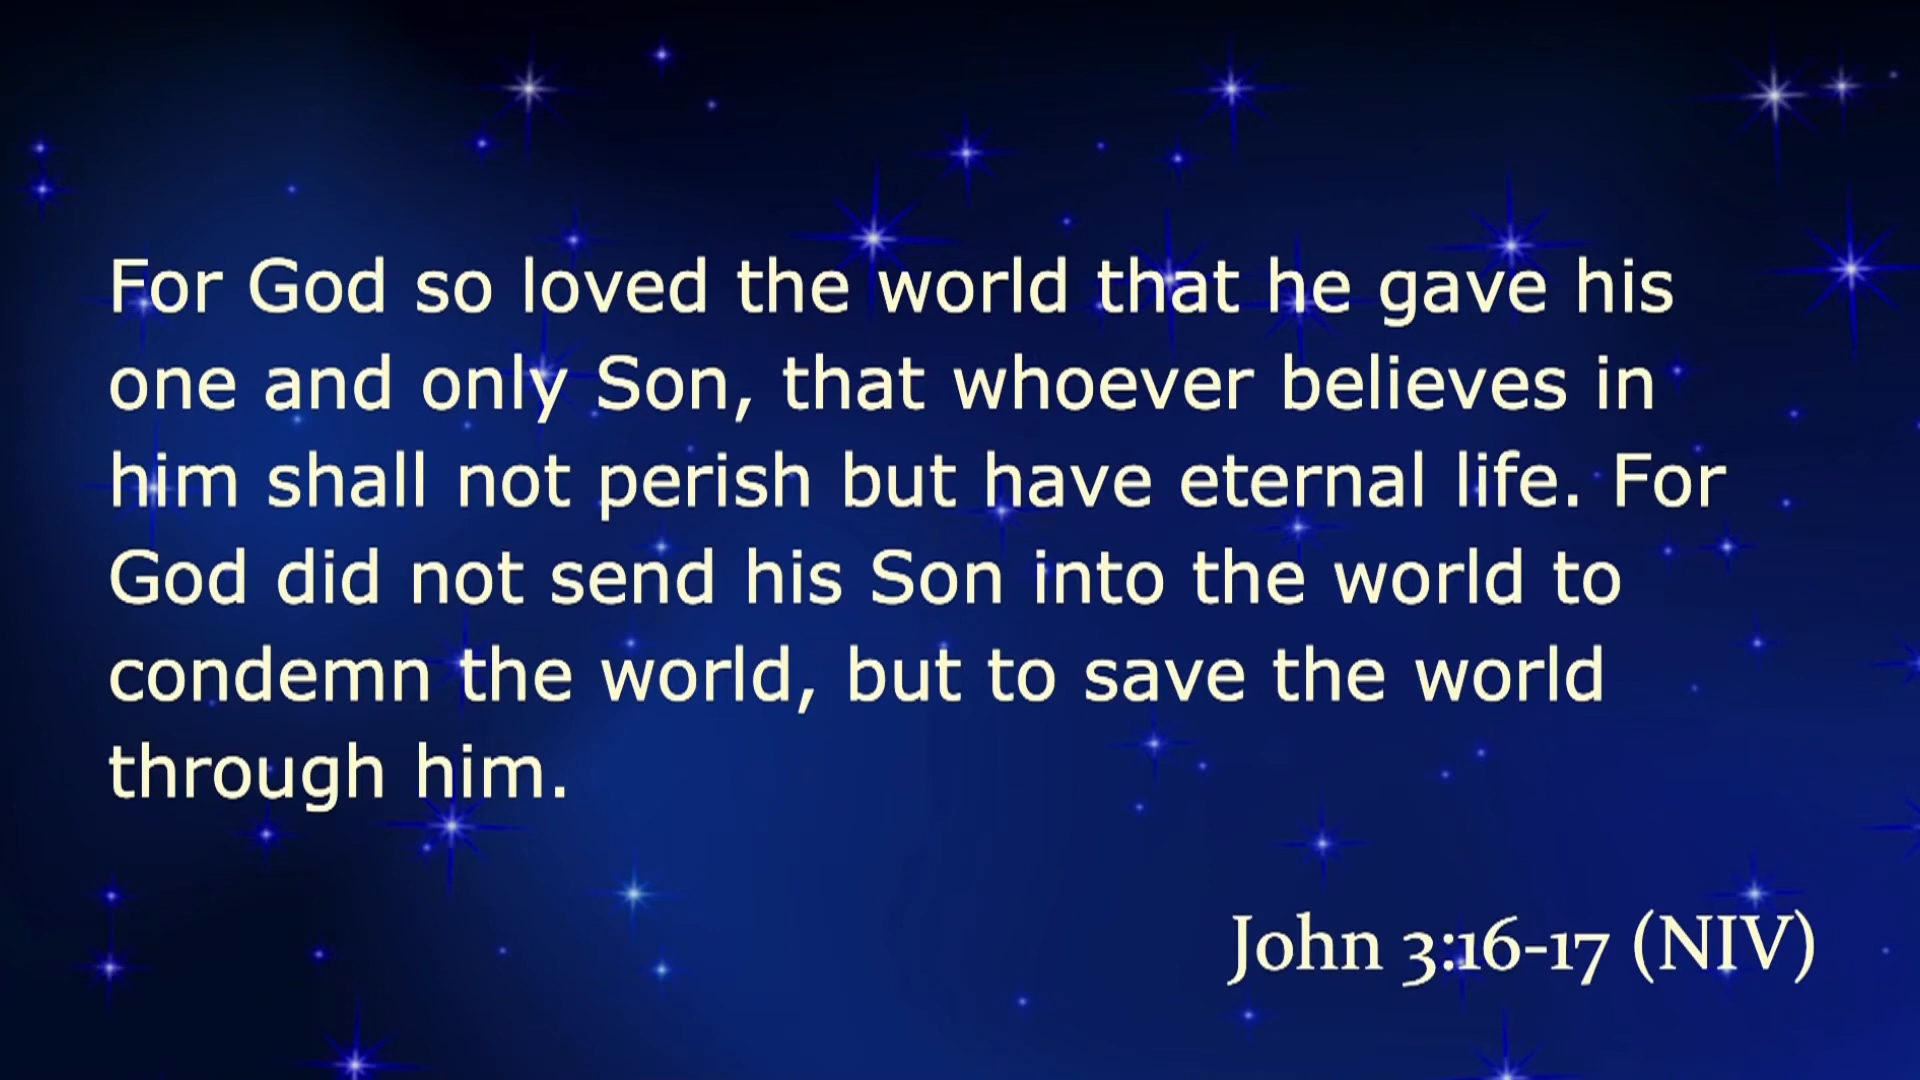 For God so loved the world that he gave his
one and only Son, that whoever believes in
him shall not perish but have eternal life. For
God did not send his Son into the world to
condemn the world, but to save the world
through him.
John 3:16-17 (NIV)